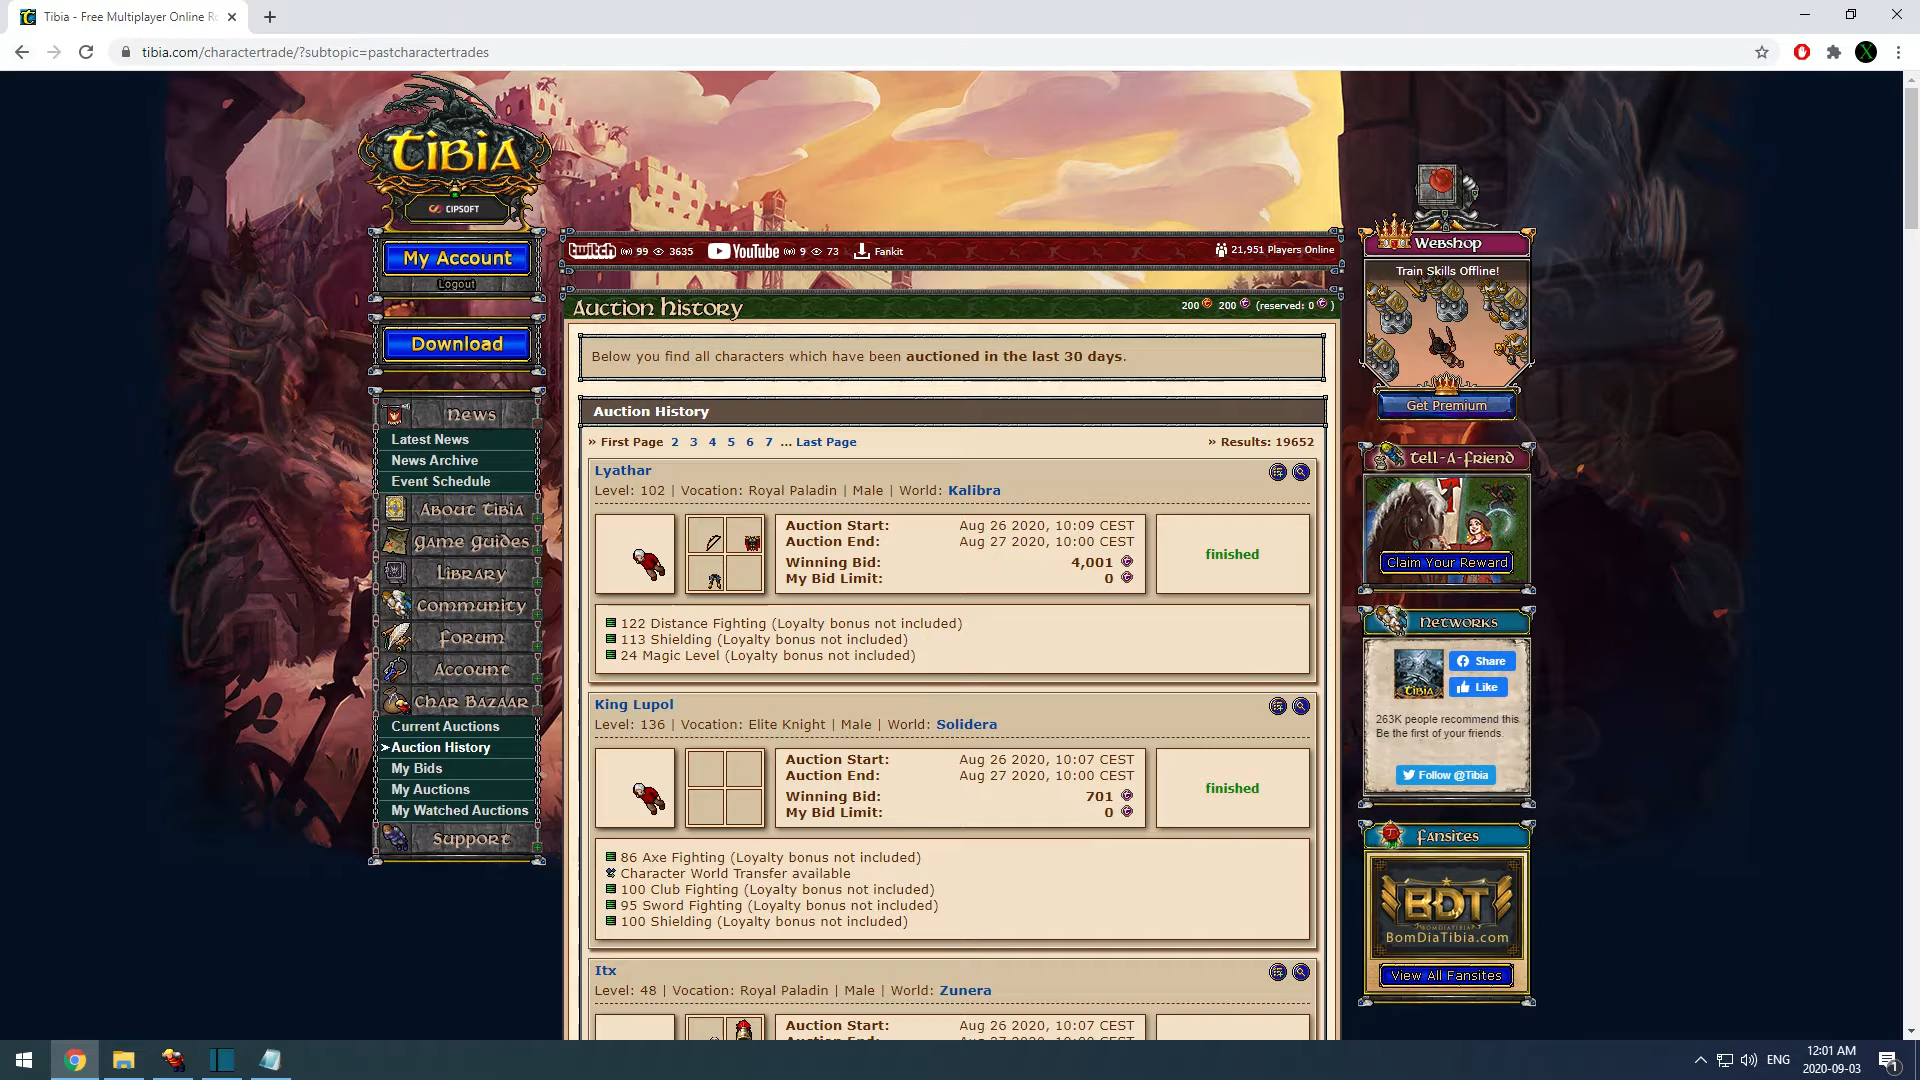 Tibia - Free Multiplayer Online Ro
tibia.com/charactertrade/?subtopic=pastcharactertrades
X
TIBIA
CIPSOFT
My Account
Logout
Download
News
Latest News
News Archive
Event Schedule
About Tibia
Game Guides
Library
Community
Forum
Account
Char Bazaar
Current Auctions
Auction History
My Bids
My Auctions
My Watched Auctions
Support
twitch 99 3635 YouTube 9 73 Fankit 21,951 Players Online
Auction History 200 200 (reserved: 0 )
Below you find all characters which have been auctioned in the last 30 days.
Auction History
» First Page 2 3 4 5 6 7 ... Last Page » Results: 19652
Lyathar
Level: 102 | Vocation: Royal Paladin | Male | World: Kalibra
Auction Start: Aug 26 2020, 10:09 CEST
Auction End: Aug 27 2020, 10:00 CEST
Winning Bid: 4,001
My Bid Limit: 0
finished
122 Distance Fighting (Loyalty bonus not included)
113 Shielding (Loyalty bonus not included)
24 Magic Level (Loyalty bonus not included)
King Lupol
Level: 136 | Vocation: Elite Knight | Male | World: Solidera
Auction Start: Aug 26 2020, 10:07 CEST
Auction End: Aug 27 2020, 10:00 CEST
Winning Bid: 701
My Bid Limit: 0
finished
86 Axe Fighting (Loyalty bonus not included)
Character World Transfer available
100 Club Fighting (Loyalty bonus not included)
95 Sword Fighting (Loyalty bonus not included)
100 Shielding (Loyalty bonus not included)
Itx
Level: 48 | Vocation: Royal Paladin | Male | World: Zunera
Auction Start: Aug 26 2020, 10:07 CEST
Auction End: Aug 27 2020, 10:00 CEST
Webshop
Train Skills Offline!
Get Premium
Tell-A-Friend
Claim Your Reward
Networks
TIBIA
Share
Like
263K people recommend this.
Be the first of your friends.
Follow @Tibia
Fansites
BDT
BOMDIATIBIA
BomDiaTibia.com
View All Fansites
ENG
12:01 AM
2020-09-03
1